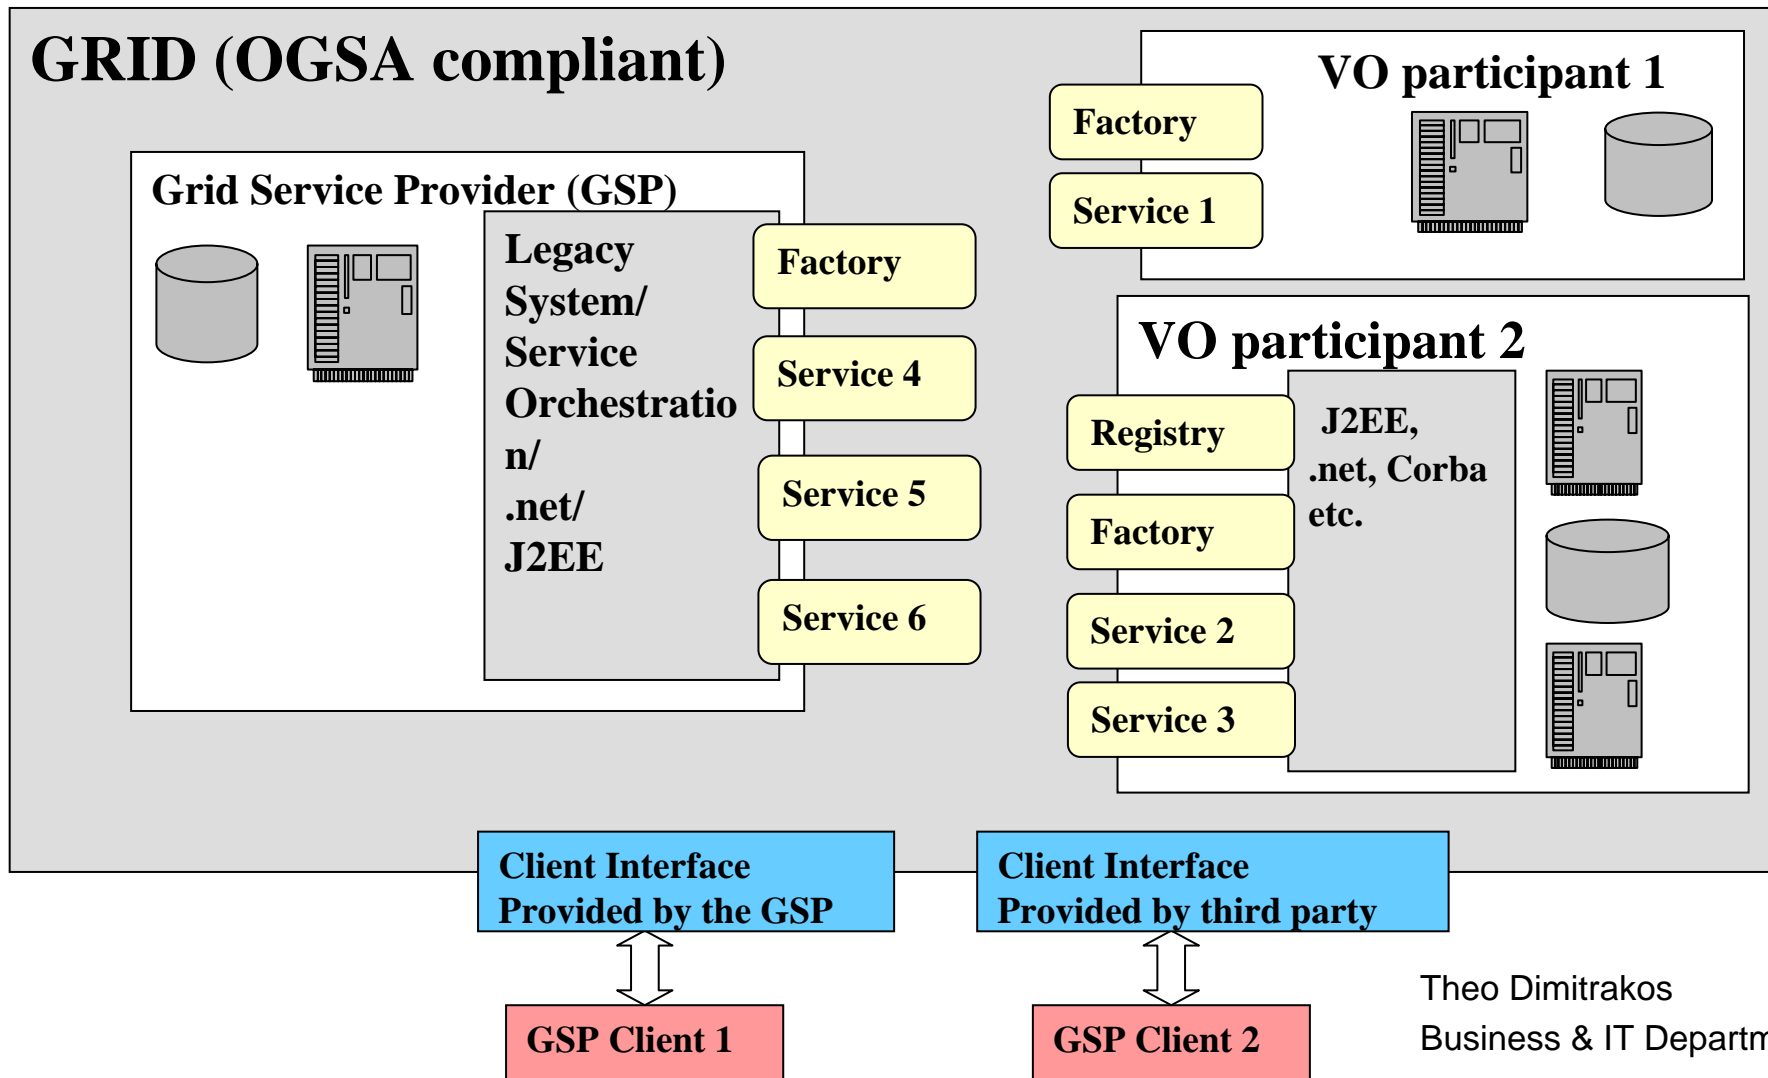 GRID (OGSA compliant)
Grid Service Provider (GSP)
Legacy
System/
Service
Orchestratio
n/
.net/
J2EE
Factory
Service 4
Service 5
Service 6
VO participant 1
Factory
Service 1
VO participant 2
Registry
Factory
Service 2
Service 3
J2EE,
.net, Corba
etc.
Client Interface
Provided by the GSP
Client Interface
Provided by third party
GSP Client 1
GSP Client 2
Theo Dimitrakos
Business & IT Departm